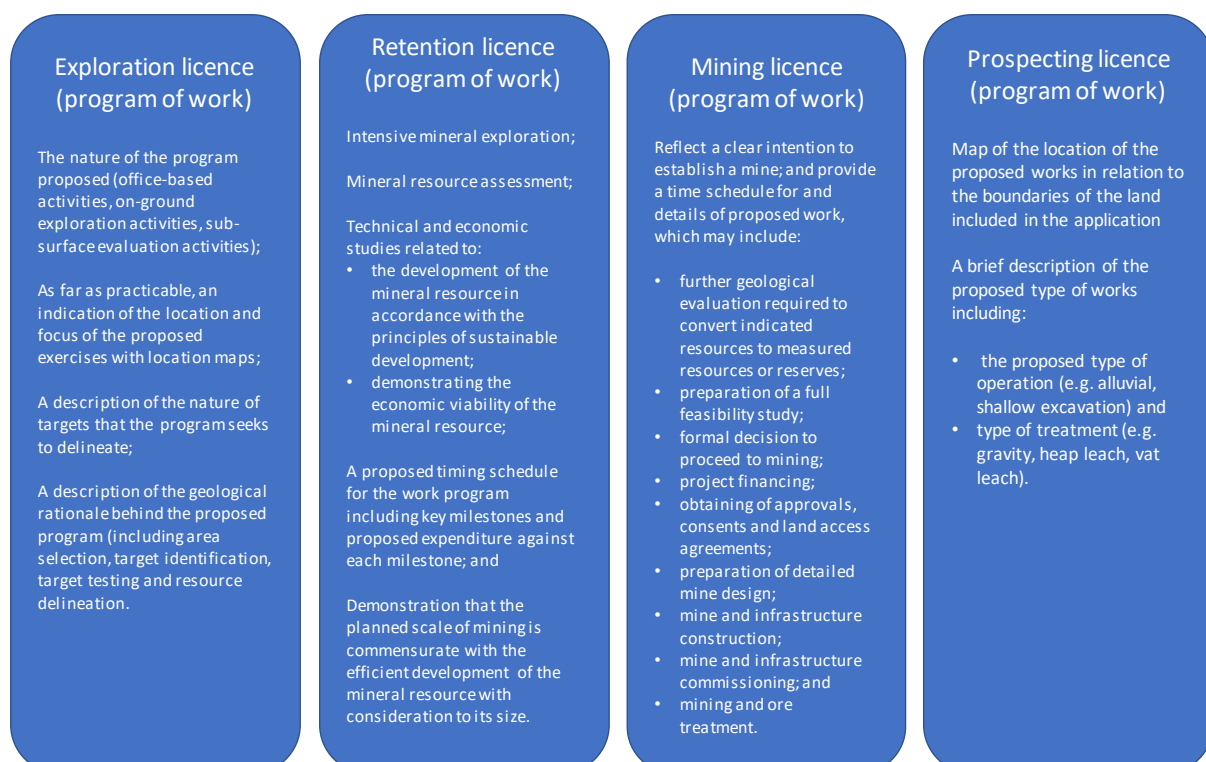 Exploration licence
(program of work)
The nature of the program
proposed (office-based
activities, on-ground
exploration activities, sub-
surface evaluation activities);
As far as practicable, an
indication of the location and
focus of the proposed
exercises with location maps;
A description of the nature of
targets that the program seeks
to delineate;
A description of the geological
rationale behind the proposed
program (including area
selection, target identification,
target testing and resource
delineation.
Retention licence
(program of work)
Intensive mineral exploration;
Mineral resource assessment;
Technical and economic
studies related to:
• the development of the
mineral resource in
accordance with the
principles of sustainable
development;
• demonstrating the
economic viability of the
mineral resource;
A proposed timing schedule
for the work program
including key milestones and
proposed expenditure against
each milestone; and
Demonstration that the
planned scale of mining is
commensurate with the
efficient development of the
mineral resource with
consideration to its size.
Mining licence
(program of work)
Reflect a clear intention to
establish a mine; and provide
a time schedule for and
details of proposed work,
which may include:
• further geological
evaluation required to
convert indicated
resources to measured
resources or reserves;
• preparation of a full
feasibility study;
• formal decision to
proceed to mining;
• project financing;
• obtaining of approvals,
consents and land access
agreements;
• preparation of detailed
mine design;
• mine and infrastructure
construction;
• mine and infrastructure
commissioning; and
• mining and ore
treatment.
Prospecting licence
(program of work)
Map of the location of the
proposed works in relation to
the boundaries of the land
included in the application
A brief description of the
proposed type of works
including:
• the proposed type of
operation (e.g. alluvial,
shallow excavation) and
• type of treatment (e.g.
gravity, heap leach, vat
leach).